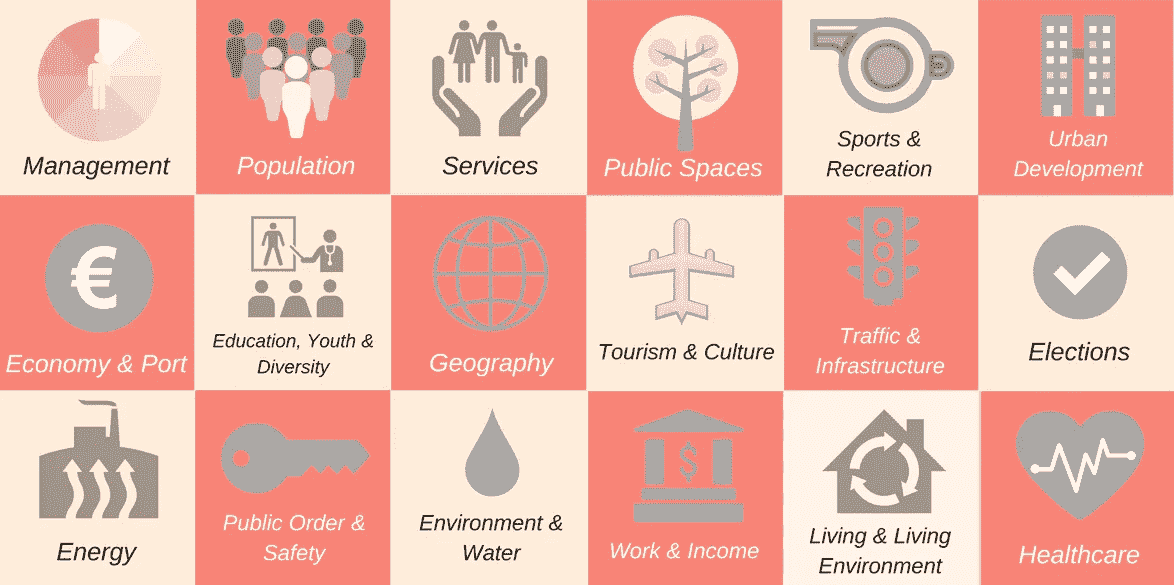 Management
Population
Services
Public Spaces
Sports &
Recreation
Urban
Development
€
Economy & Port
Education, Youth &
Diversity
Geography
Tourism & Culture
Traffic &
Infrastructure
Elections
Energy
Public Order &
Safety
Environment &
Water
$
Work & Income
Living & Living
Environment
Healthcare